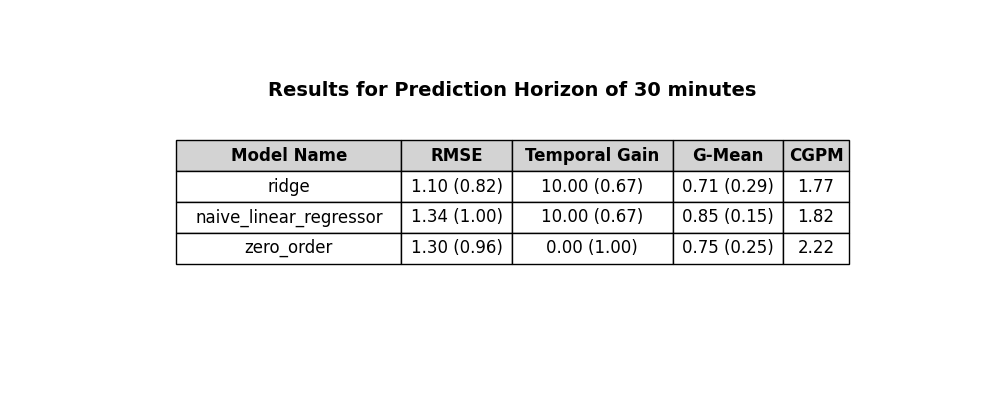 Results for Prediction Horizon of 30 minutes
Model Name RMSE Temporal Gain G-Mean CGPM
ridge 1.10 (0.82) 10.00 (0.67) 0.71 (0.29) 1.77
naive_linear_regressor 1.34 (1.00) 10.00 (0.67) 0.85 (0.15) 1.82
zero_order 1.30 (0.96) 0.00 (1.00) 0.75 (0.25) 2.22